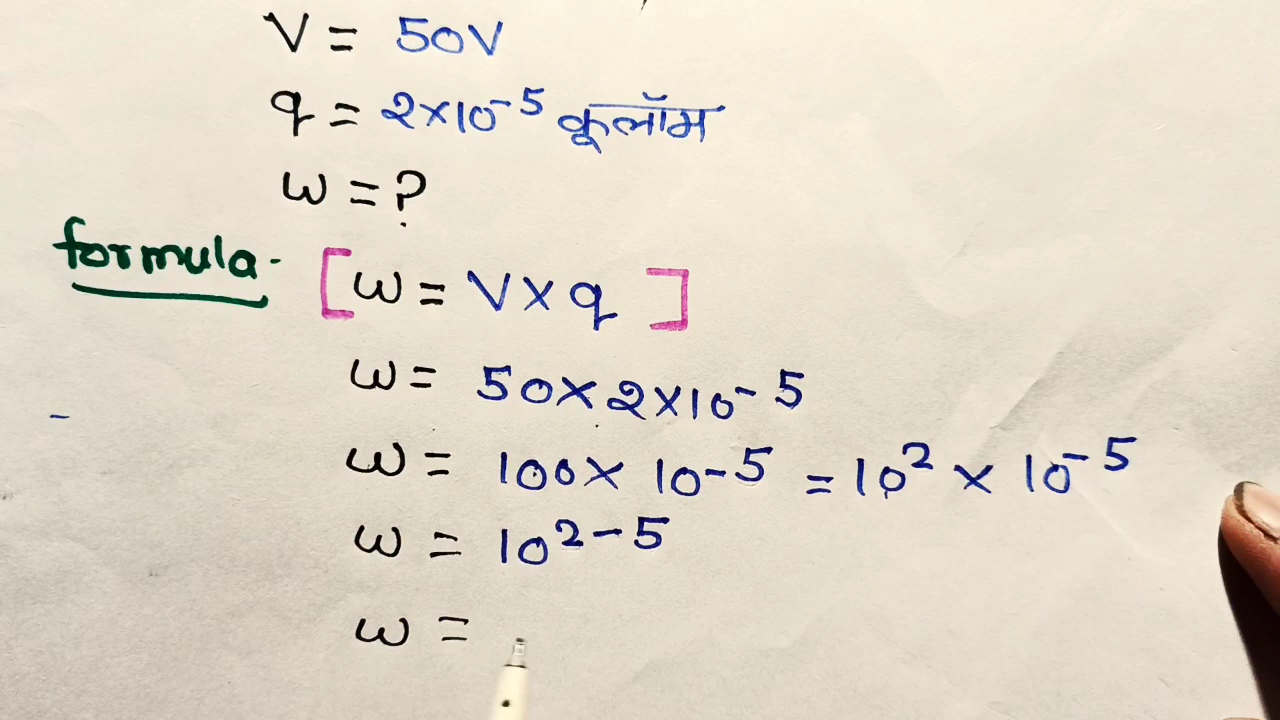 V = 50V
q = 2×10⁻⁵ कूलॉम
W = ?
formula- [W = V×q]
W = 50×2×10⁻⁵
W = 100× 10⁻⁵ = 10² × 10⁻⁵
W = 10²⁻⁵
W =